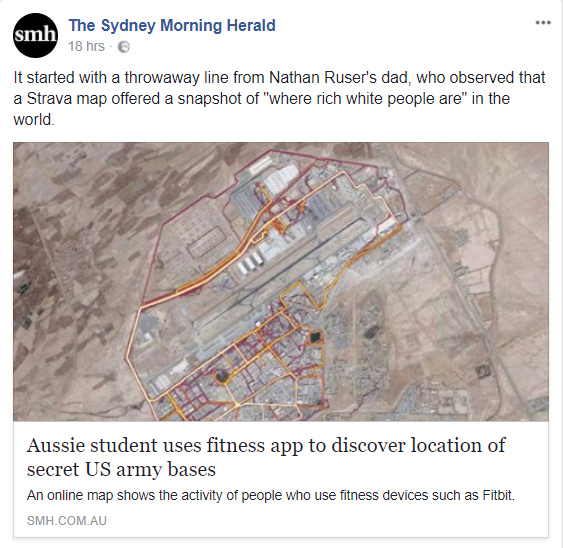 smh
The Sydney Morning Herald
18 hrs ·
It started with a throwaway line from Nathan Ruser's dad, who observed that
a Strava map offered a snapshot of "where rich white people are" in the
world.
Aussie student uses fitness app to discover location of
secret US army bases
An online map shows the activity of people who use fitness devices such as Fitbit.
SMH.COM.AU